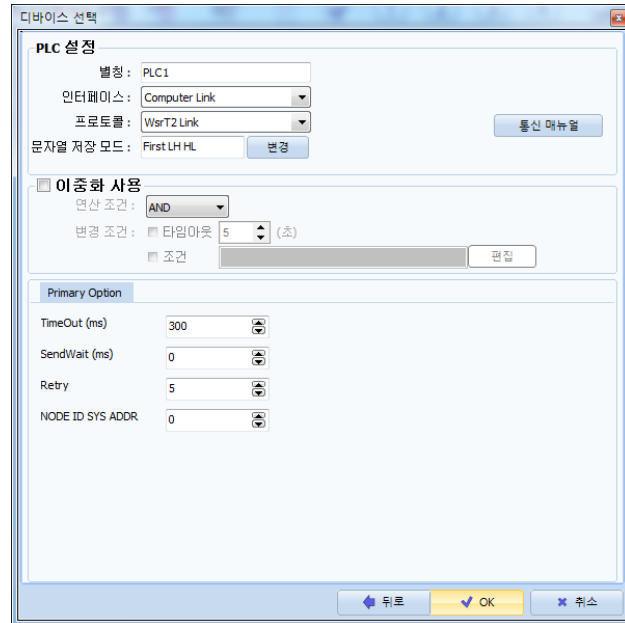 디바이스 선택
PLC 설정
별칭 : PLC1
인터페이스 : Computer Link
프로토콜 : WsrT2 Link 통신 매뉴얼
문자열 저장 모드 : First LH HL 변경
이중화 사용
연산 조건 : AND
변경 조건 : 타임아웃 5 (초)
조건 편집
Primary Option
TimeOut (ms) 300
SendWait (ms) 0
Retry 5
NODE ID SYS ADDR 0
뒤로 OK 취소